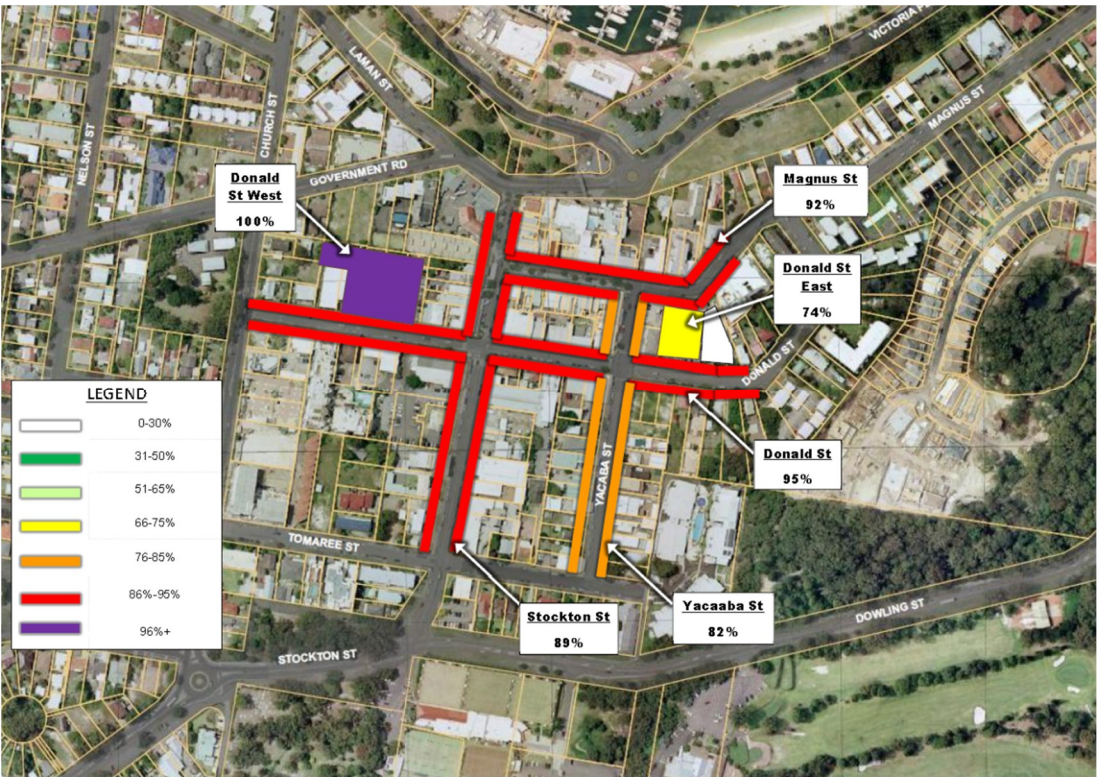 LAMAN ST
VICTORIA P
NELSON ST
CHURCH ST
GOVERNMENT RD
MAGNUS ST
Donald
St West
100%
Magnus St
92%
Donald St
East
74%
DONALD ST
LEGEND
0-30%
31-50%
51-65%
66-75%
76-85%
86%-95%
96%+
Donald St
95%
YACABA ST
TOMAREE ST
Stockton St
89%
Yacaaba St
82%
DOWLING ST
STOCKTON ST